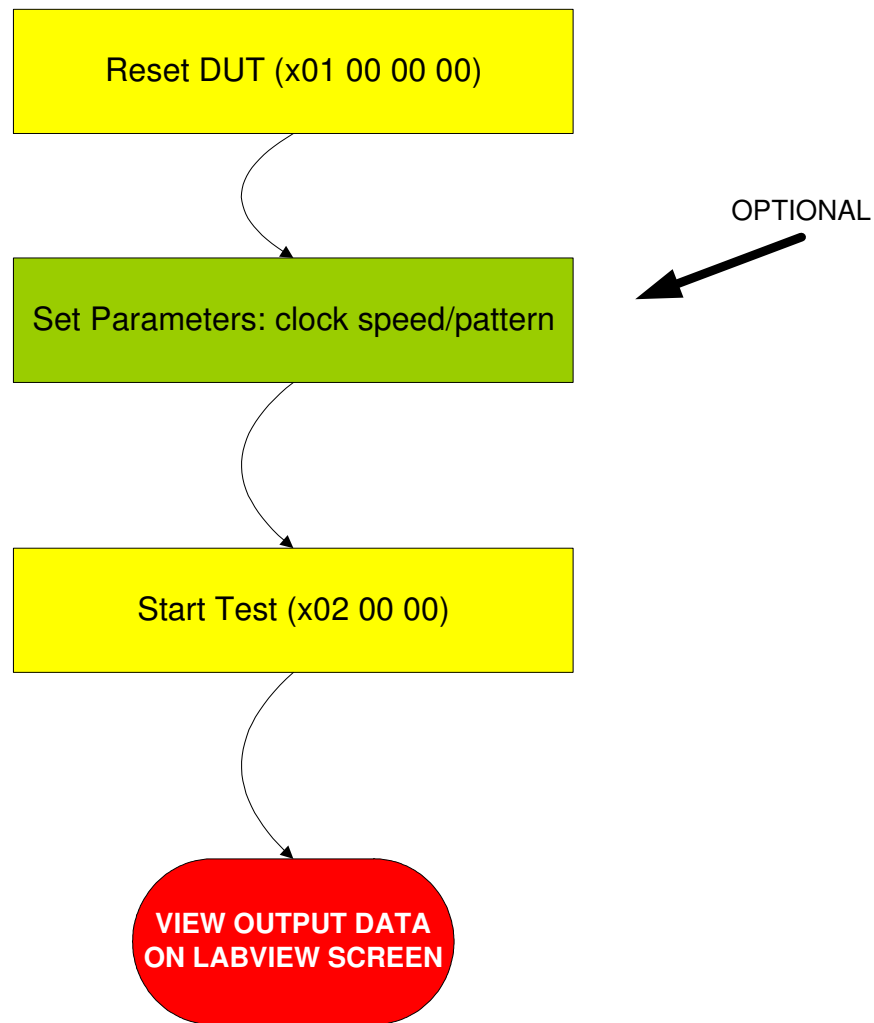 Reset DUT (x01 00 00 00)
OPTIONAL
Set Parameters: clock speed/pattern
Start Test (x02 00 00)
VIEW OUTPUT DATA
ON LABVIEW SCREEN